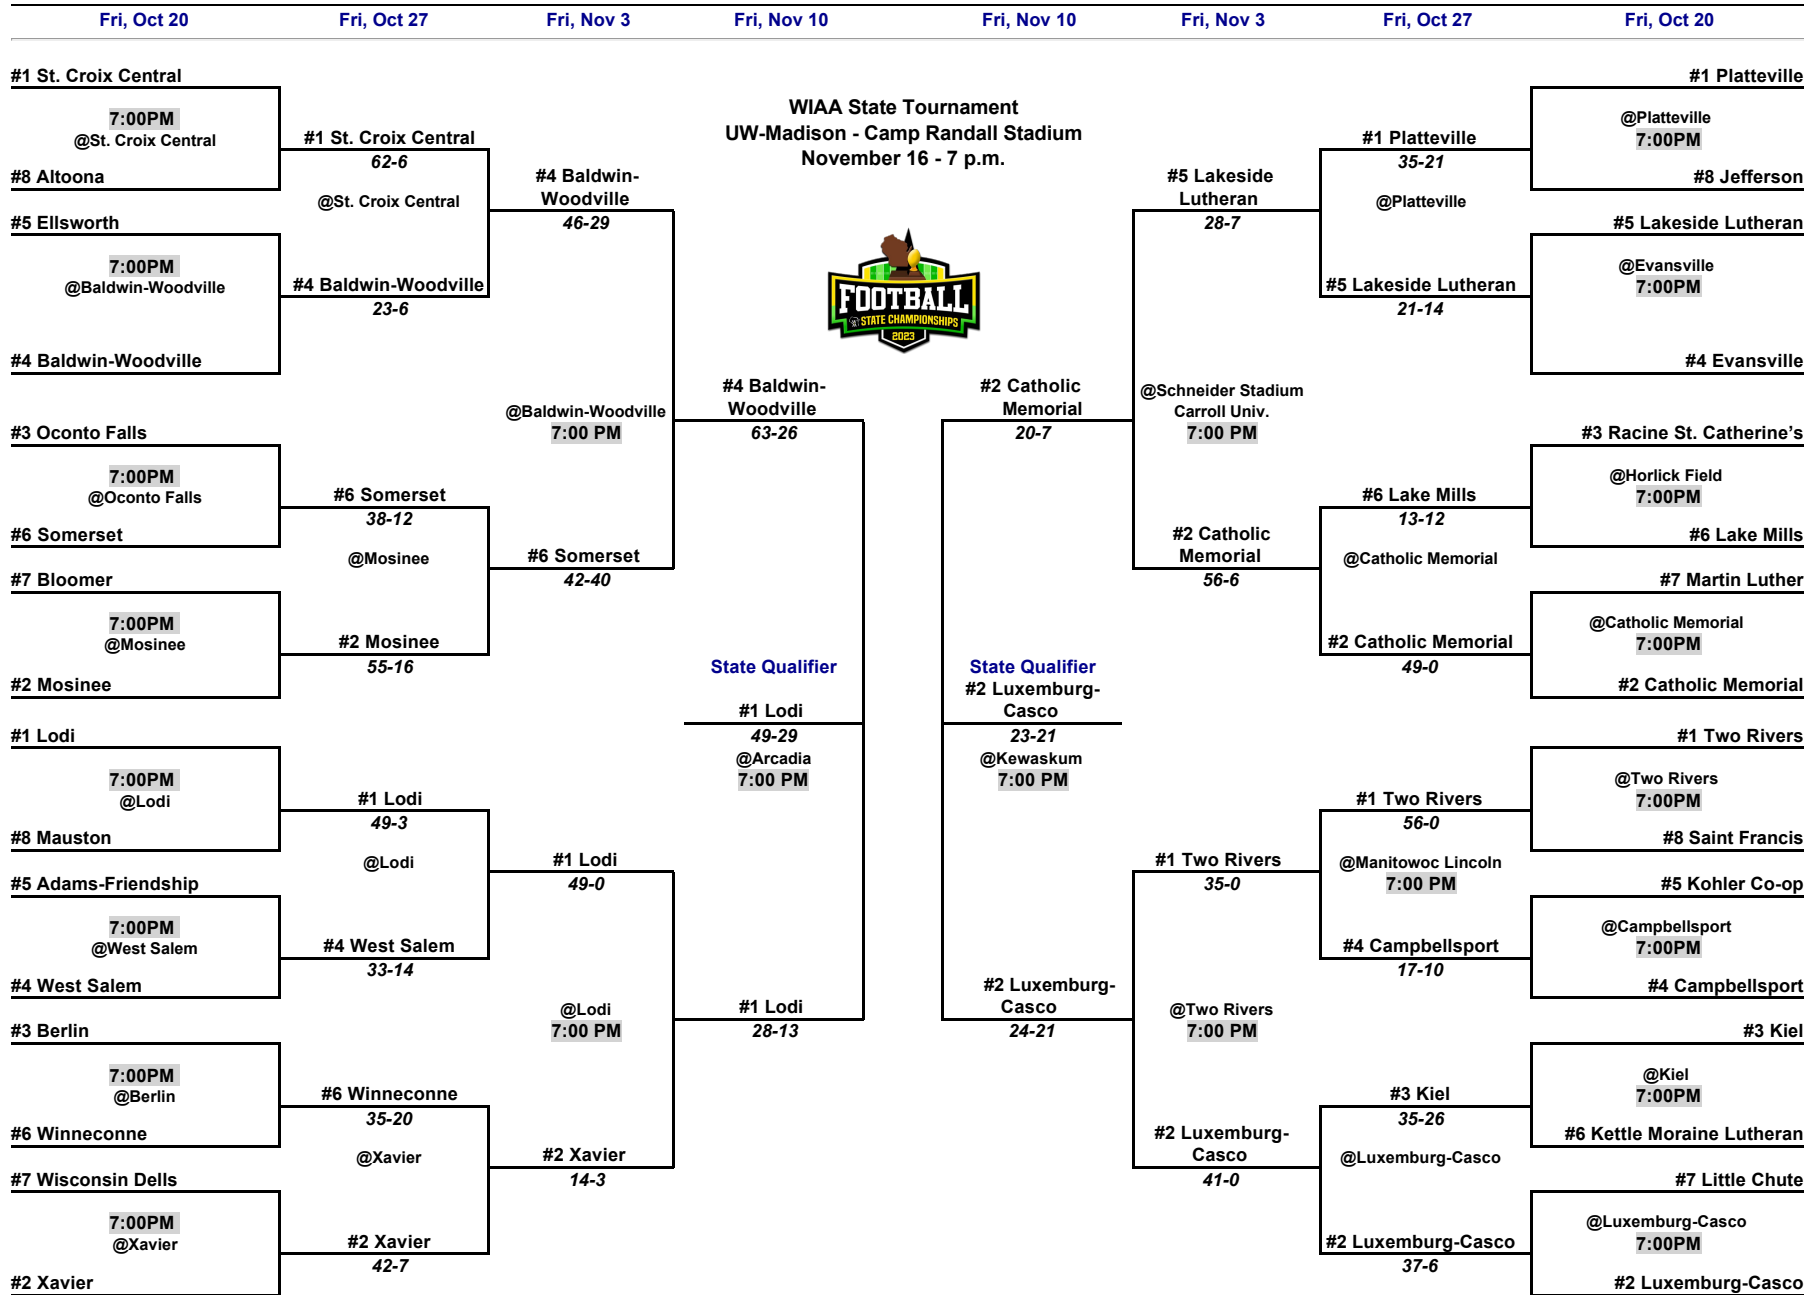 Fri, Oct 20
Fri, Oct 27
Fri, Nov 3
Fri, Nov 10
Fri, Nov 10
Fri, Nov 3
Fri, Oct 27
Fri, Oct 20
WIAA State Tournament
UW-Madison - Camp Randall Stadium
November 16 - 7 p.m.
FOOTBALL
STATE CHAMPIONSHIPS
2023
#1 St. Croix Central
7:00PM
@St. Croix Central
#8 Altoona
#5 Ellsworth
7:00PM
@Baldwin-Woodville
#4 Baldwin-Woodville
#3 Oconto Falls
7:00PM
@Oconto Falls
#6 Somerset
#7 Bloomer
7:00PM
@Mosinee
#2 Mosinee
#1 Lodi
7:00PM
@Lodi
#8 Mauston
#5 Adams-Friendship
7:00PM
@West Salem
#4 West Salem
#3 Berlin
7:00PM
@Berlin
#6 Winneconne
#7 Wisconsin Dells
7:00PM
@Xavier
#2 Xavier
#1 St. Croix Central
62-6
@St. Croix Central
#4 Baldwin-Woodville
23-6
#6 Somerset
38-12
@Mosinee
#2 Mosinee
55-16
#1 Lodi
49-3
@Lodi
#4 West Salem
33-14
#6 Winneconne
35-20
@Xavier
#2 Xavier
42-7
#4 Baldwin-
Woodville
46-29
@Baldwin-Woodville
7:00 PM
#6 Somerset
42-40
#1 Lodi
49-0
@Lodi
7:00 PM
#2 Xavier
14-3
#4 Baldwin-
Woodville
63-26
State Qualifier
#1 Lodi
49-29
@Arcadia
7:00 PM
#1 Lodi
28-13
#2 Catholic
Memorial
20-7
State Qualifier
#2 Luxemburg-
Casco
23-21
@Kewaskum
7:00 PM
#2 Luxemburg-
Casco
24-21
#5 Lakeside
Lutheran
28-7
@Schneider Stadium
Carroll Univ.
7:00 PM
#2 Catholic
Memorial
56-6
#1 Two Rivers
35-0
@Two Rivers
7:00 PM
#2 Luxemburg-
Casco
41-0
#1 Platteville
35-21
@Platteville
#5 Lakeside Lutheran
21-14
#6 Lake Mills
13-12
@Catholic Memorial
#2 Catholic Memorial
49-0
#1 Two Rivers
56-0
@Manitowoc Lincoln
7:00 PM
#4 Campbellsport
17-10
#3 Kiel
35-26
@Luxemburg-Casco
#2 Luxemburg-Casco
37-6
#1 Platteville
@Platteville
7:00PM
#8 Jefferson
#5 Lakeside Lutheran
@Evansville
7:00PM
#4 Evansville
#3 Racine St. Catherine’s
@Horlick Field
7:00PM
#6 Lake Mills
#7 Martin Luther
@Catholic Memorial
7:00PM
#2 Catholic Memorial
#1 Two Rivers
@Two Rivers
7:00PM
#8 Saint Francis
#5 Kohler Co-op
@Campbellsport
7:00PM
#4 Campbellsport
#3 Kiel
@Kiel
7:00PM
#6 Kettle Moraine Lutheran
#7 Little Chute
@Luxemburg-Casco
7:00PM
#2 Luxemburg-Casco